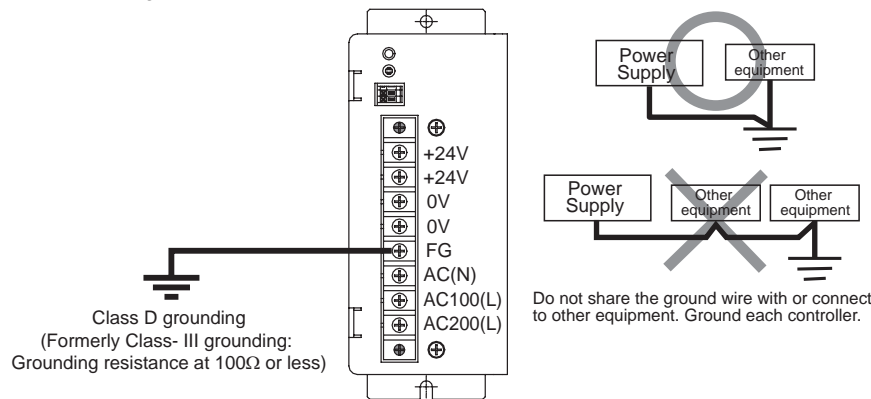 +24V
+24V
0V
0V
FG
AC(N)
AC100(L)
AC200(L)
Class D grounding
(Formerly Class- III grounding:
Grounding resistance at 100Ω or less)
Power
Supply
Other
equipment
Power
Supply
Other
equipment
Other
equipment
Do not share the ground wire with or connect
to other equipment. Ground each controller.